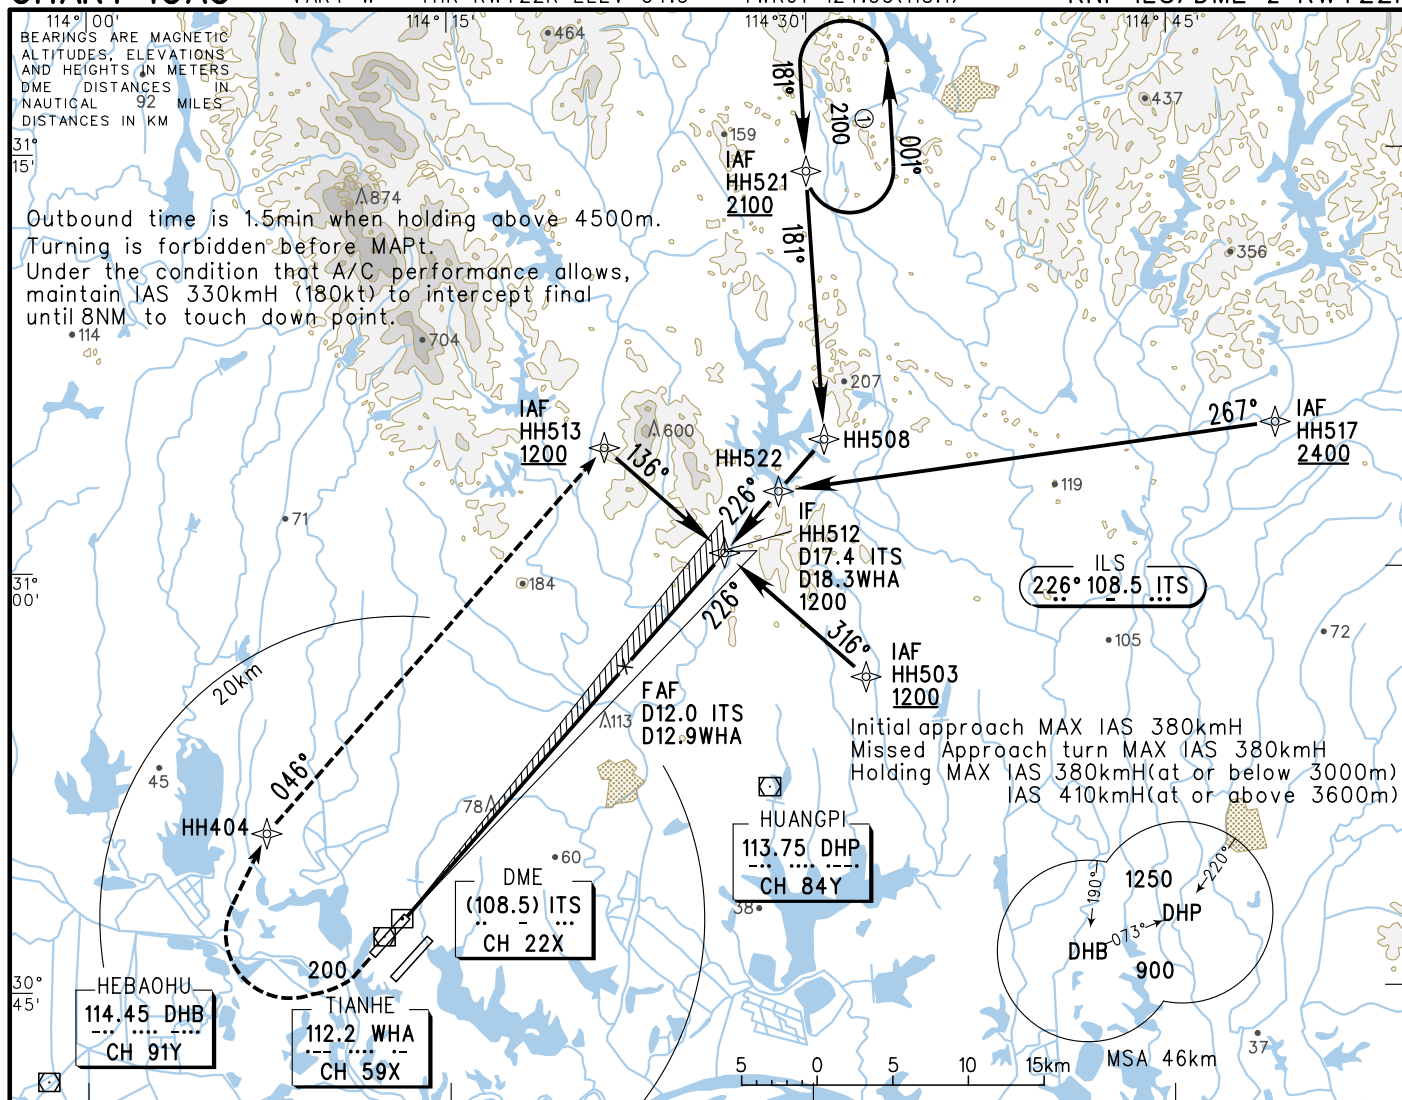 114° 00'
114° 15'
114° 30'
114° 45'
BEARINGS ARE MAGNETIC
ALTITUDES, ELEVATIONS
AND HEIGHTS IN METERS
DME DISTANCES IN
NAUTICAL 92 MILES
DISTANCES IN KM
464
437
159
31°
15'
181°
2100
①
001°
IAF
HH521
2100
874
Outbound time is 1.5min when holding above 4500m.
Turning is forbidden before MAPt.
Under the condition that A/C performance allows,
maintain IAS 330kmH (180kt) to intercept final
until 8NM to touch down point.
181°
356
114
704
207
IAF
HH513
1200
600
136°
HH508
HH522
267°
IAF
HH517
2400
119
71
226°
IF
HH512
D17.4 ITS
D18.3WHA
1200
ILS
226° 108.5 ITS
31°
00'
184
226°
316°
105
72
IAF
HH503
1200
20km
FAF
D12.0 ITS
D12.9WHA
113
Initial approach MAX IAS 380kmH
Missed Approach turn MAX IAS 380kmH
Holding MAX IAS 380kmH(at or below 3000m)
IAS 410kmH(at or above 3600m)
45
046°
78
HH404
HUANGPI
113.75 DHP
CH 84Y
60
38
DME
(108.5) ITS
CH 22X
1250
190°
220°
DHP
073°
DHB
900
MSA 46km
200
30°
45'
HEBAOHU
114.45 DHB
CH 91Y
TIANHE
112.2 WHA
CH 59X
37
5 0 5 10 15km